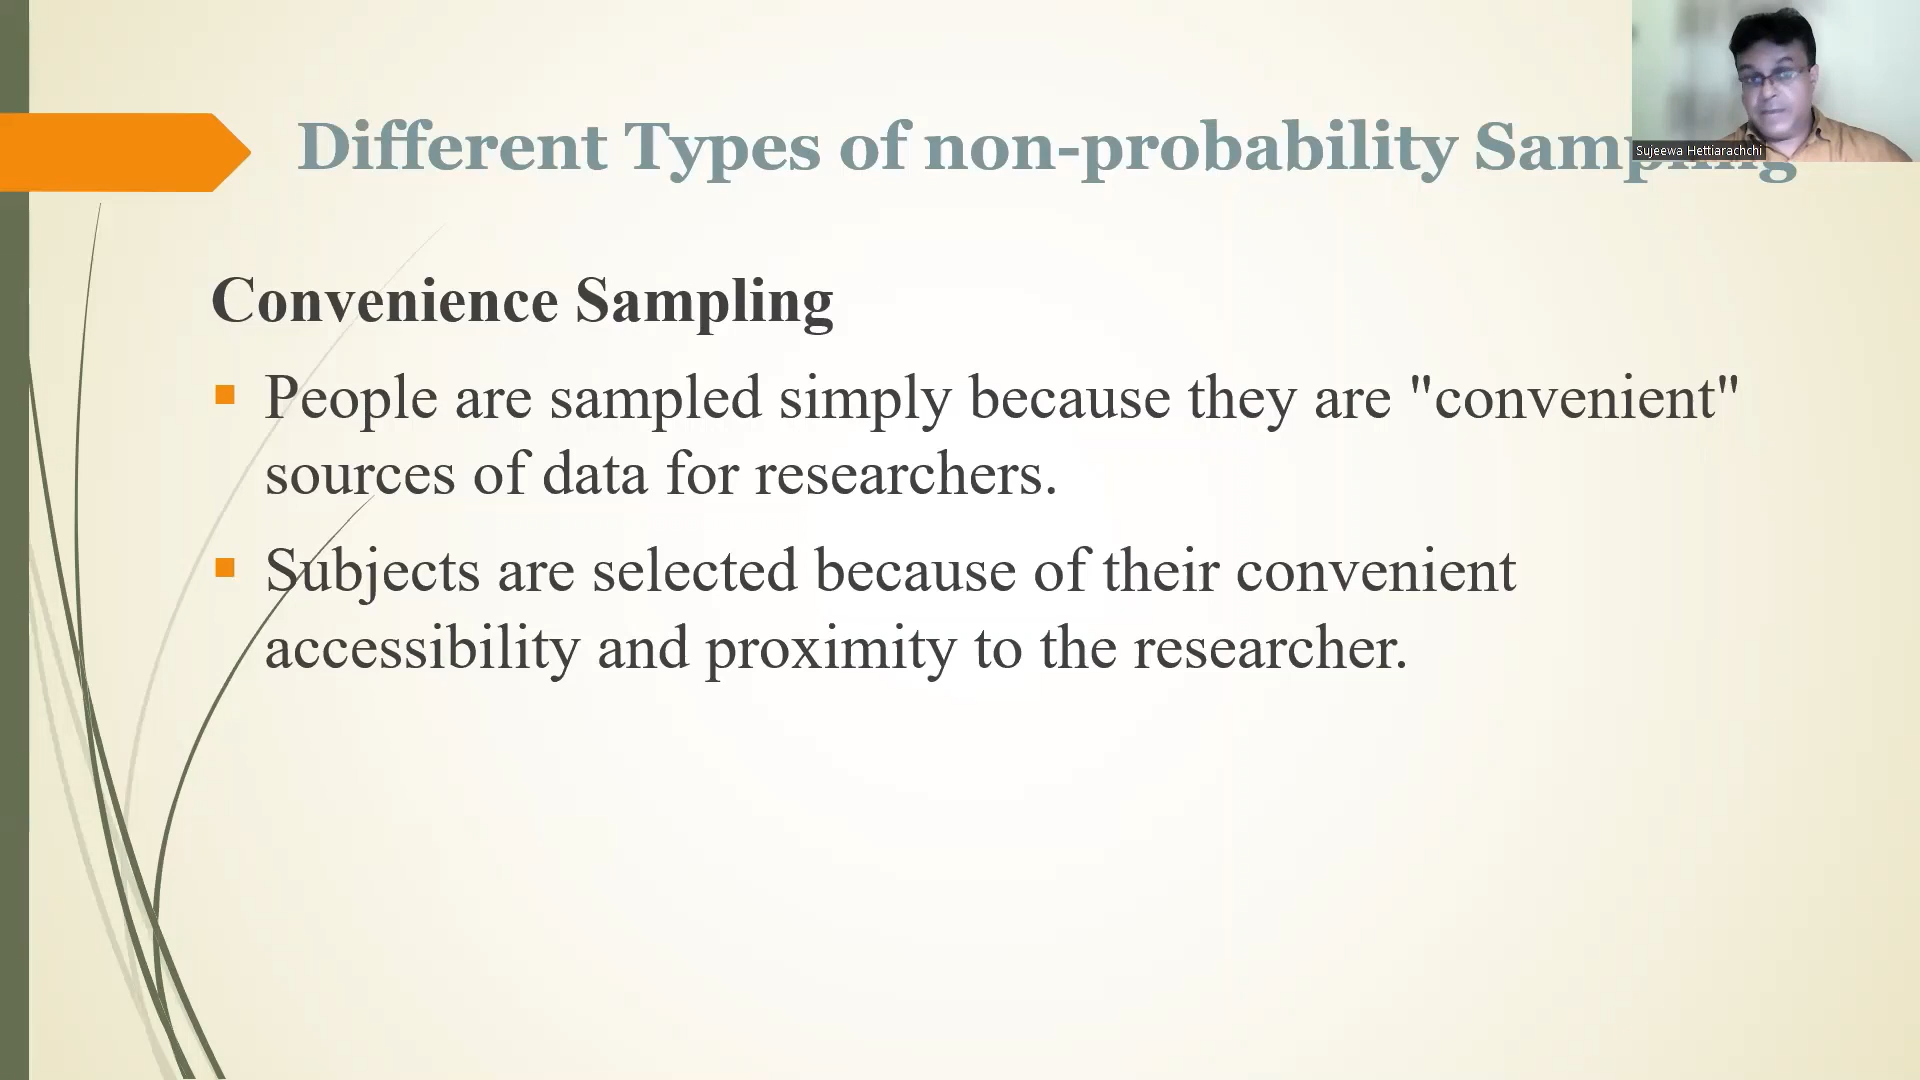 Different Types of non-probability Sampling
Sujeewa Hettiarachchi
Convenience Sampling
People are sampled simply because they are "convenient"
sources of data for researchers.
Subjects are selected because of their convenient
accessibility and proximity to the researcher.